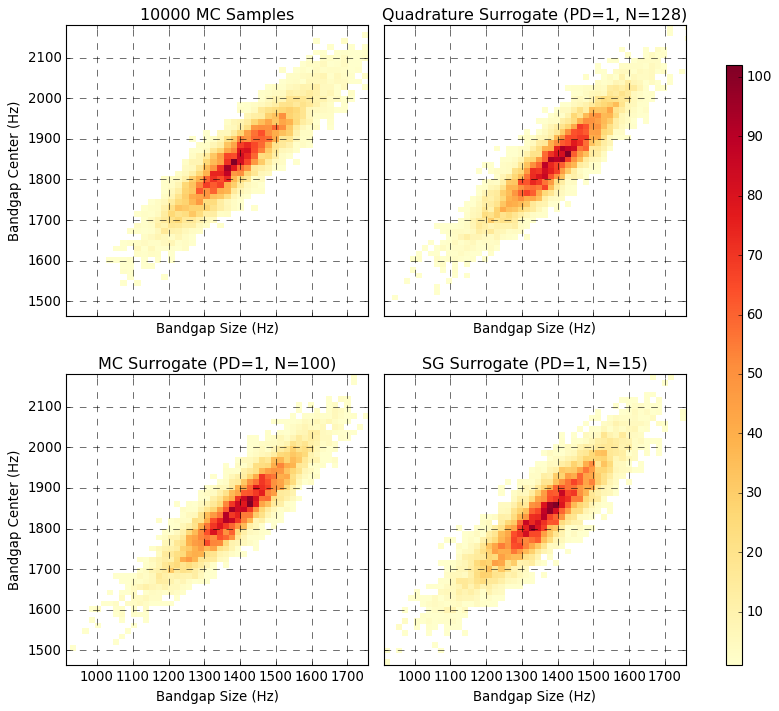 10000 MC Samples
Quadrature Surrogate (PD=1, N=128)
2100
2000
1900
1800
1700
1600
1500
Bandgap Center (Hz)
Bandgap Size (Hz)
Bandgap Size (Hz)
MC Surrogate (PD=1, N=100)
SG Surrogate (PD=1, N=15)
2100
2000
1900
1800
1700
1600
1500
Bandgap Center (Hz)
1000 1100 1200 1300 1400 1500 1600 1700
1000 1100 1200 1300 1400 1500 1600 1700
Bandgap Size (Hz)
Bandgap Size (Hz)
100
90
80
70
60
50
40
30
20
10